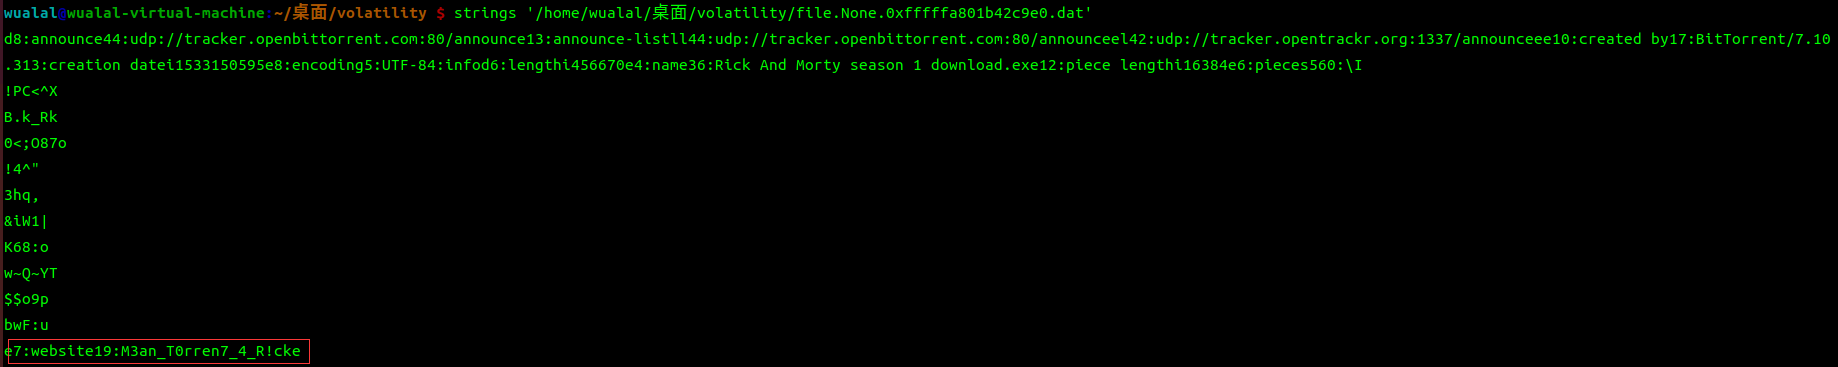 wualal@wualal-virtual-machine:~/桌面/volatility $ strings '/home/wualal/桌面/volatility/file.None.0xfffffa801b42c9e0.dat'
d8:announce44:udp://tracker.openbittorrent.com:80/announce13:announce-listll44:udp://tracker.openbittorrent.com:80/announceel42:udp://tracker.opentrackr.org:1337/announceee10:created by17:BitTorrent/7.10
.313:creation datei1533150595e8:encoding5:UTF-84:infod6:lengthi456670e4:name36:Rick And Morty season 1 download.exe12:piece lengthi16384e6:pieces560:\I
!PC<^X
B.k_Rk
0<;O87o
!4^"
3hq,
&iW1|
K68:o
w~Q~YT
$$o9p
bwF:u
e7:website19:M3an_T0rren7_4_R!cke